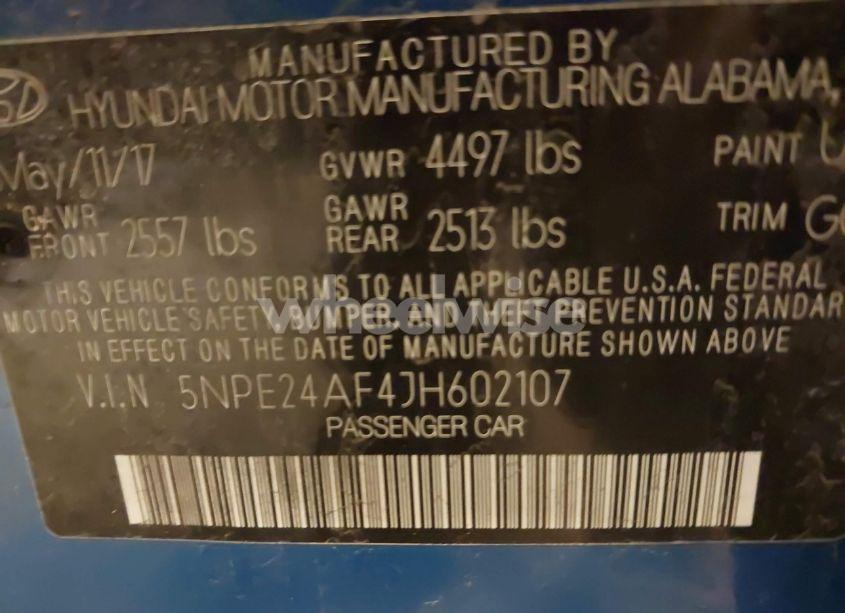 MANUFACTURED BY
HYUNDAI MOTOR MANUFACTURING ALABAMA,
May/11/17 GVWR 4497 lbs PAINT
GAWR FRONT 2557 lbs GAWR REAR 2513 lbs TRIM
THIS VEHICLE CONFORMS TO ALL APPLICABLE U.S.A. FEDERAL
MOTOR VEHICLE SAFETY BUMPER AND THEFT PREVENTION STANDAR
IN EFFECT ON THE DATE OF MANUFACTURE SHOWN ABOVE
V.I.N 5NPE24AF4JH602107
PASSENGER CAR
wheelwise